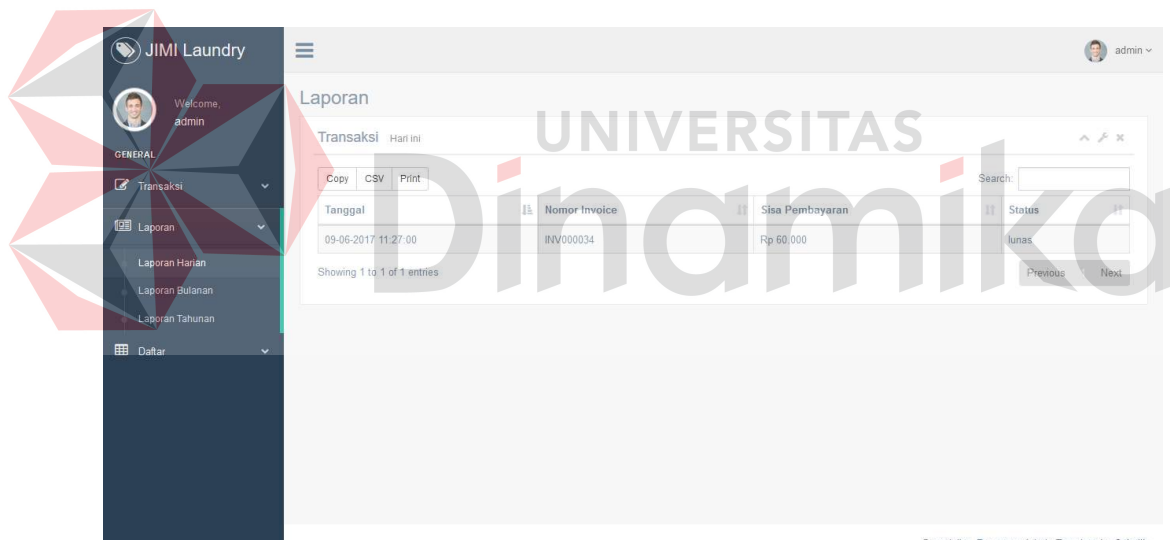 JIMI Laundry
admin
Welcome,
admin
GENERAL
Transaksi
Laporan
Laporan Harian
Laporan Bulanan
Laporan Tahunan
Daftar
Laporan
UNIVERSITAS
Dinamika
Transaksi Hari ini
Copy CSV Print
Search:
Tanggal Nomor Invoice Sisa Pembayaran Status
09-06-2017 11:27:00 INV000034 Rp 60.000 lunas
Showing 1 to 1 of 1 entries
Previous Next